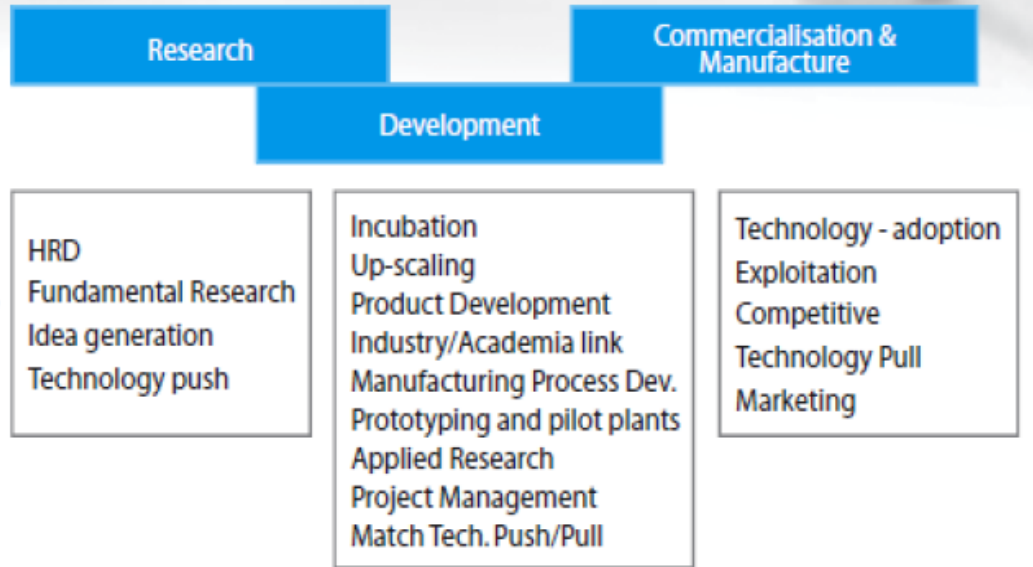 Research
Commercialisation &
Manufacture
Development
HRD
Fundamental Research
Idea generation
Technology push
Incubation
Up-scaling
Product Development
Industry/Academia link
Manufacturing Process Dev.
Prototyping and pilot plants
Applied Research
Project Management
Match Tech. Push/Pull
Technology - adoption
Exploitation
Competitive
Technology Pull
Marketing